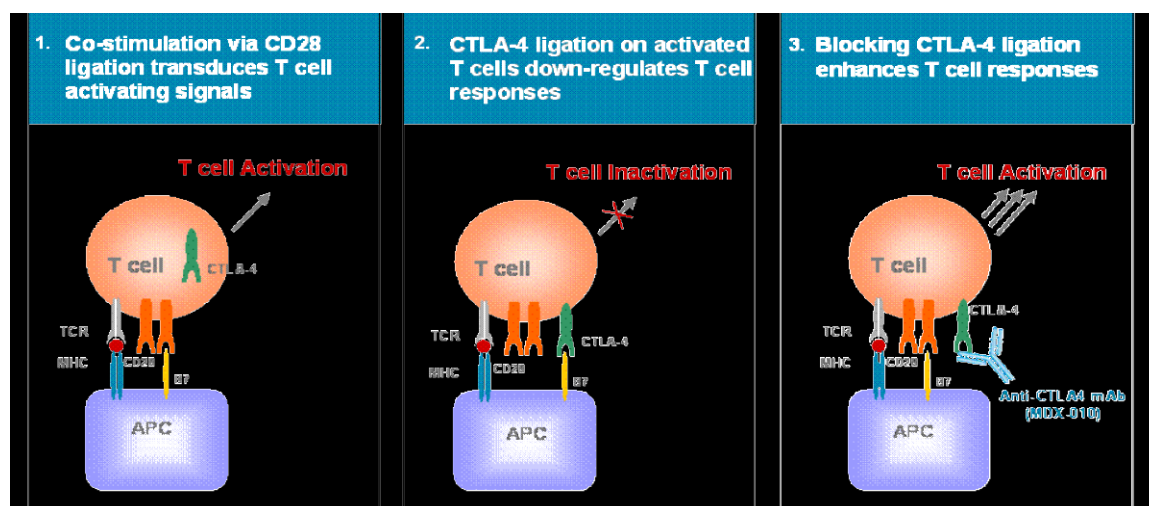 1. Co-stimulation via CD28
ligation transduces T cell
activating signals
T cell Activation
T cell
CTLA-4
TCR
MHC
CD28
B7
APC
2. CTLA-4 ligation on activated
T cells down-regulates T cell
responses
T cell Inactivation
T cell
TCR
CTLA-4
MHC
CD28
B7
APC
3. Blocking CTLA-4 ligation
enhances T cell responses
T cell Activation
T cell
CTLA-4
TCR
MHC
CD28
B7
Anti-CTLA4 mAb
(MDX-010)
APC